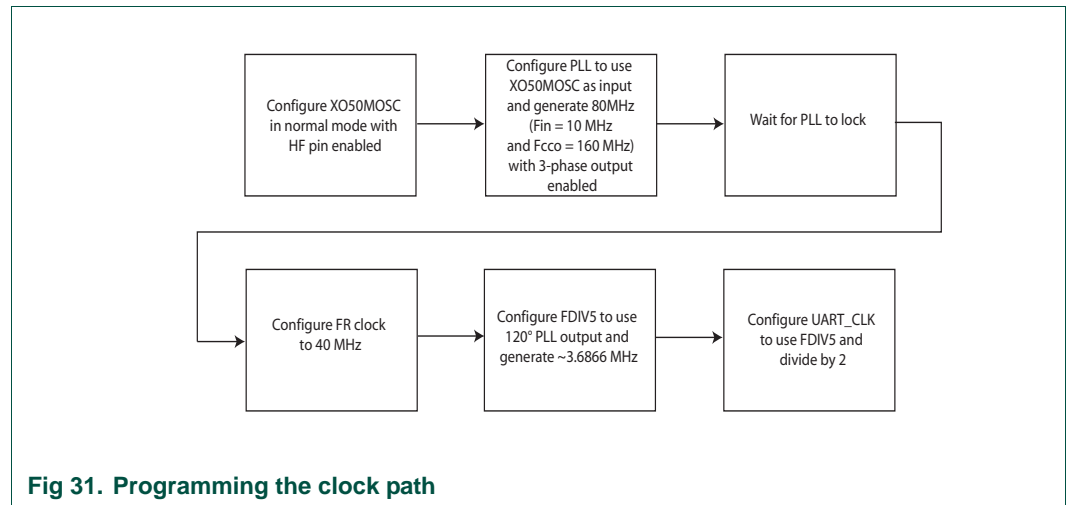 Configure XO50MOSC
in normal mode with
HF pin enabled
Configure PLL to use
XO50MOSC as input
and generate 80MHz
(Fin = 10 MHz
and Fcco = 160 MHz)
with 3-phase output
enabled
Wait for PLL to lock
Configure FR clock
to 40 MHz
Configure FDIV5 to use
120° PLL output and
generate ~3.6866 MHz
Configure UART_CLK
to use FDIV5 and
divide by 2
Fig 31. Programming the clock path